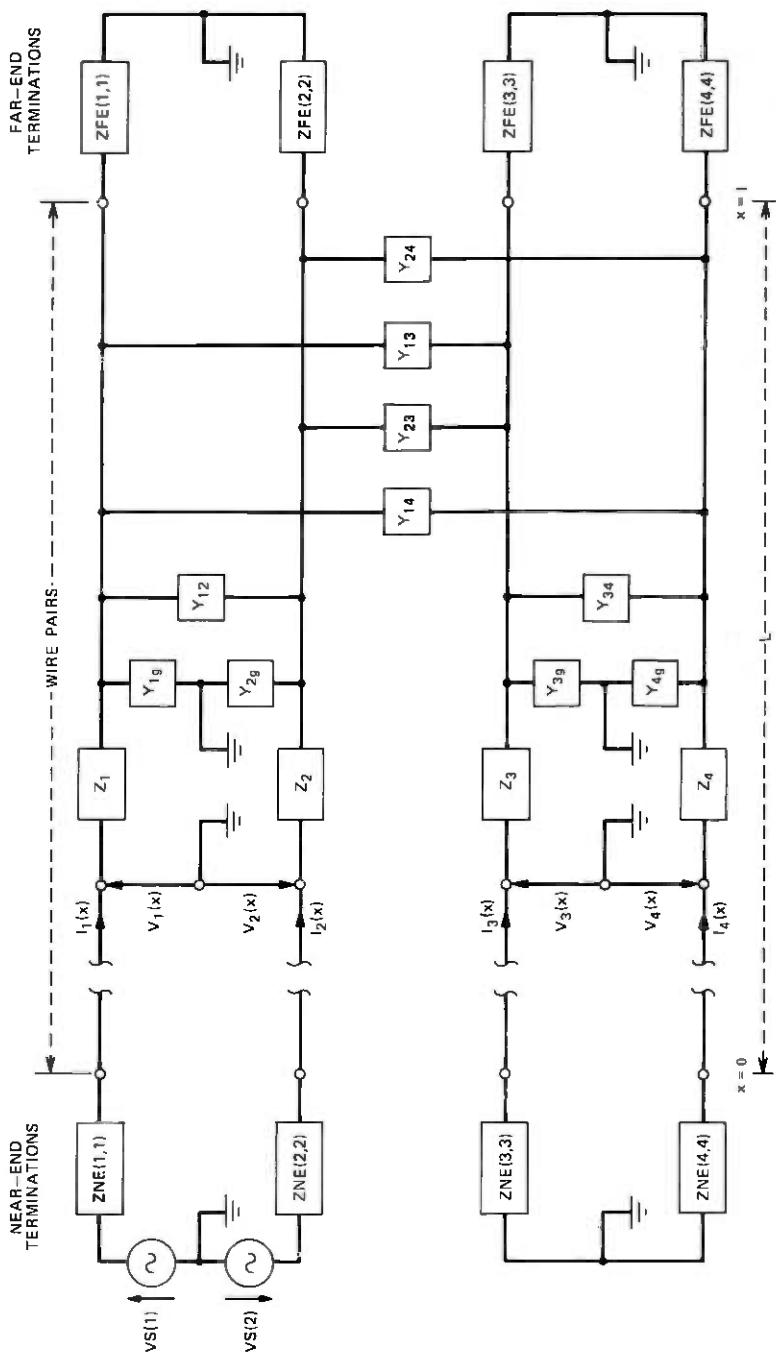 NEAR-END
TERMINATIONS
WIRE PAIRS
FAR-END
TERMINATIONS
VS(1)
VS(2)
ZNE(1,1)
ZNE(2,2)
I1(x)
V1(x)
V2(x)
I2(x)
Z1
Z2
Y1g
Y2g
Y12
Y14
Y23
Y13
Y24
ZFE(1,1)
ZFE(2,2)
ZNE(3,3)
ZNE(4,4)
I3(x)
V3(x)
V4(x)
I4(x)
Z3
Z4
Y3g
Y4g
Y34
ZFE(3,3)
ZFE(4,4)
x = 0
L
x = l